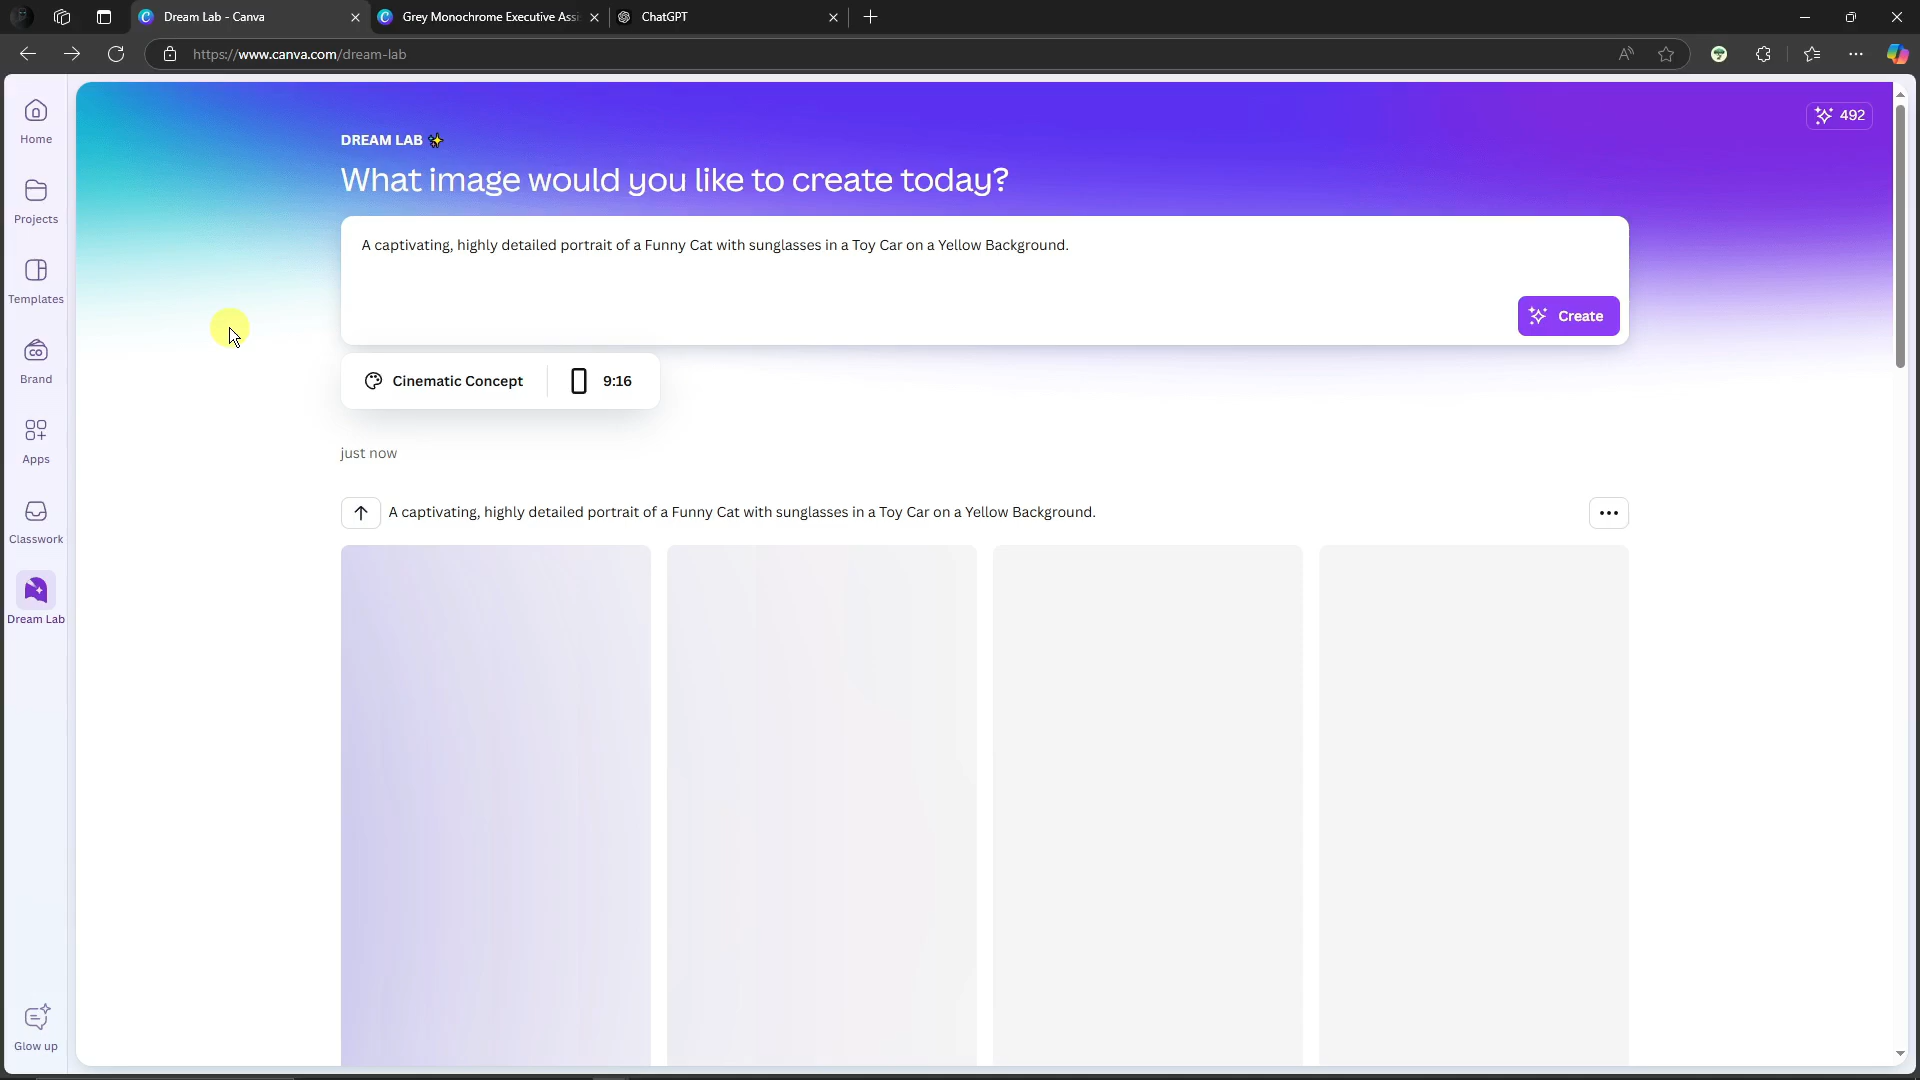 Dream Lab - Canva
Grey Monochrome Executive Assi
ChatGPT
https://www.canva.com/dream-lab
Home
Projects
Templates
Brand
Apps
Classwork
Dream Lab
Glow up
492
DREAM LAB
What image would you like to create today?
A captivating, highly detailed portrait of a Funny Cat with sunglasses in a Toy Car on a Yellow Background.
Create
Cinematic Concept
9:16
just now
A captivating, highly detailed portrait of a Funny Cat with sunglasses in a Toy Car on a Yellow Background.